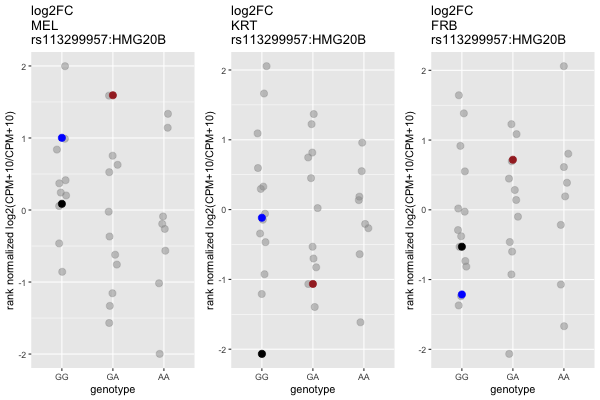 log2FC
MEL
rs113299957:HMG20B
rank normalized log2(CPM+10/CPM+10)
2
1
0
-1
-2
GG GA AA
genotype
log2FC
KRT
rs113299957:HMG20B
rank normalized log2(CPM+10/CPM+10)
2
1
0
-1
-2
GG GA AA
genotype
log2FC
FRB
rs113299957:HMG20B
rank normalized log2(CPM+10/CPM+10)
2
1
0
-1
-2
GG GA AA
genotype